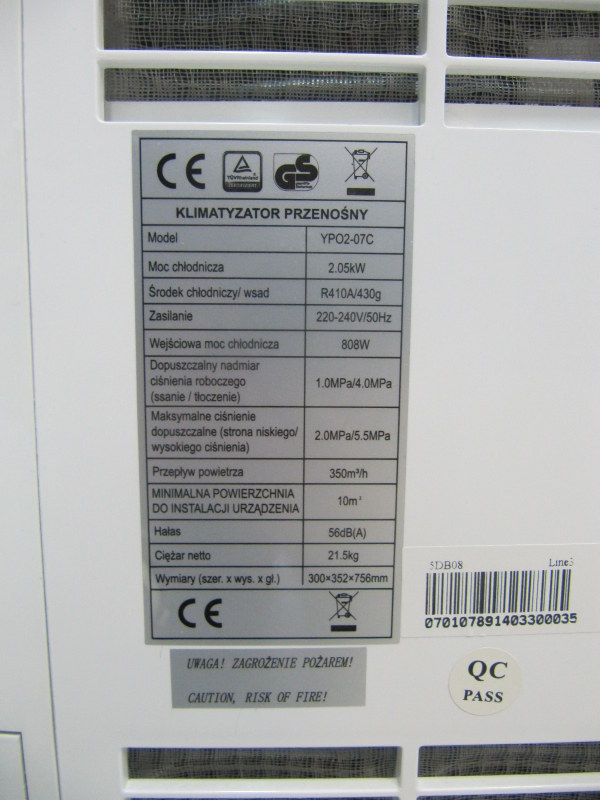 CE TÜVRheinland GS
KLIMATYZATOR PRZENOŚNY
Model YPO2-07C
Moc chłodnicza 2.05kW
Środek chłodniczy/ wsad R410A/430g
Zasilanie 220-240V/50Hz
Wejściowa moc chłodnicza 808W
Dopuszczalny nadmiar
ciśnienia roboczego
(ssanie / tłoczenie) 1.0MPa/4.0MPa
Maksymalne ciśnienie
dopuszczalne (strona niskiego/
wysokiego ciśnienia) 2.0MPa/5.5MPa
Przepływ powietrza 350m³/h
MINIMALNA POWIERZCHNIA
DO INSTALACJI URZĄDZENIA 10m²
Hałas 56dB(A)
Ciężar netto 21.5kg
Wymiary (szer. x wys. x gł.) 300×352×756mm
CE
5DB08 Line3
070107891403300035
UWAGA! ZAGROŻENIE POŻAREM!
CAUTION, RISK OF FIRE!
QC
PASS